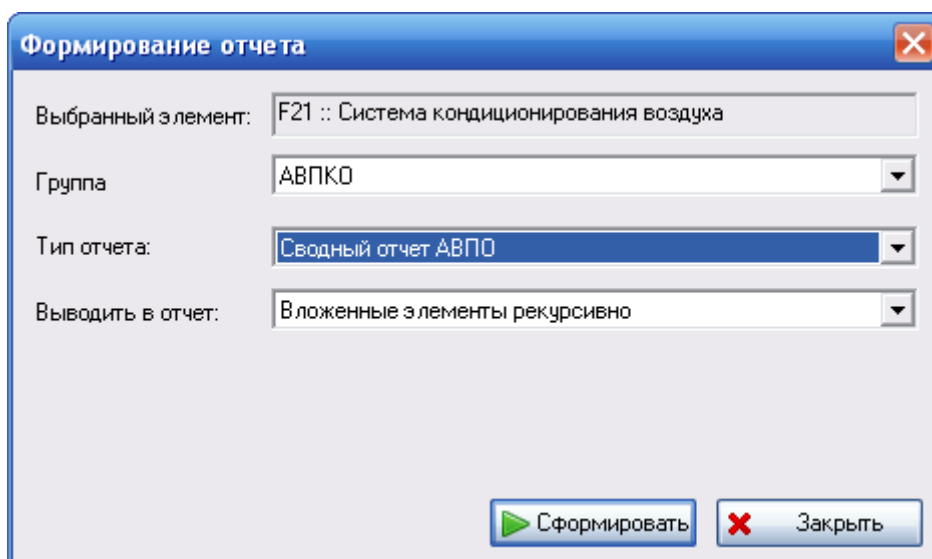 Формирование отчета
Выбранный элемент: F21 :: Система кондиционирования воздуха
Группа АВПКО
Тип отчета: Сводный отчет АВПО
Выводить в отчет: Вложенные элементы рекурсивно
Сформировать Закрыть